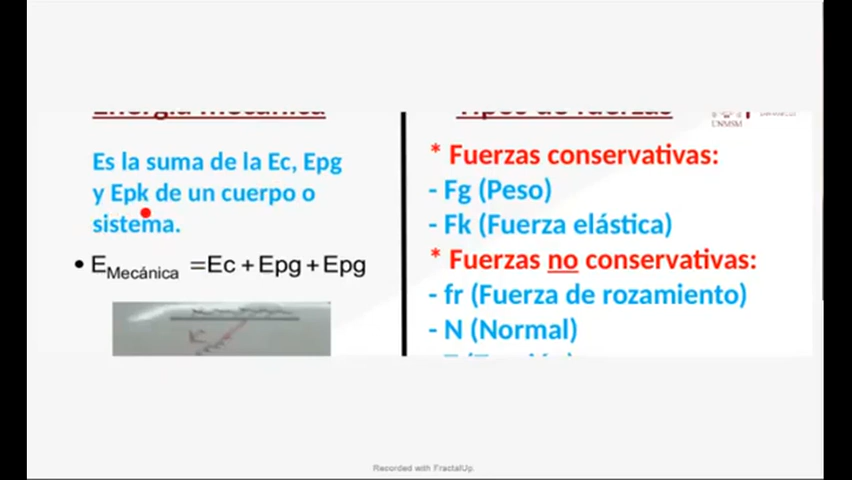 Energía mecánica
Es la suma de la Ec, Epg
y Epk de un cuerpo o
sistema.
• EMecánica =Ec + Epg + Epg
Tipos de fuerzas
* Fuerzas conservativas:
- Fg (Peso)
- Fk (Fuerza elástica)
* Fuerzas no conservativas:
- fr (Fuerza de rozamiento)
- N (Normal)
Recorded with FractalUp.